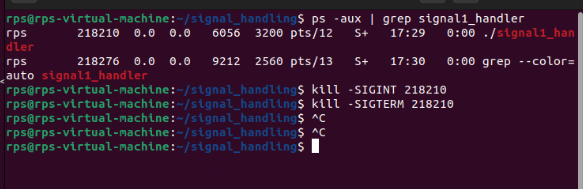 rps@rps-virtual-machine:~/signal_handling$ ps -aux | grep signal1_handler
rps       218210  0.0  0.0   6056  3200 pts/12   S+   17:29   0:00 ./signal1_han
dler
rps       218276  0.0  0.0   9212  2560 pts/13   S+   17:30   0:00 grep --color=
auto signal1_handler
rps@rps-virtual-machine:~/signal_handling$ kill -SIGINT 218210
rps@rps-virtual-machine:~/signal_handling$ kill -SIGTERM 218210
rps@rps-virtual-machine:~/signal_handling$ ^C
rps@rps-virtual-machine:~/signal_handling$ ^C
rps@rps-virtual-machine:~/signal_handling$